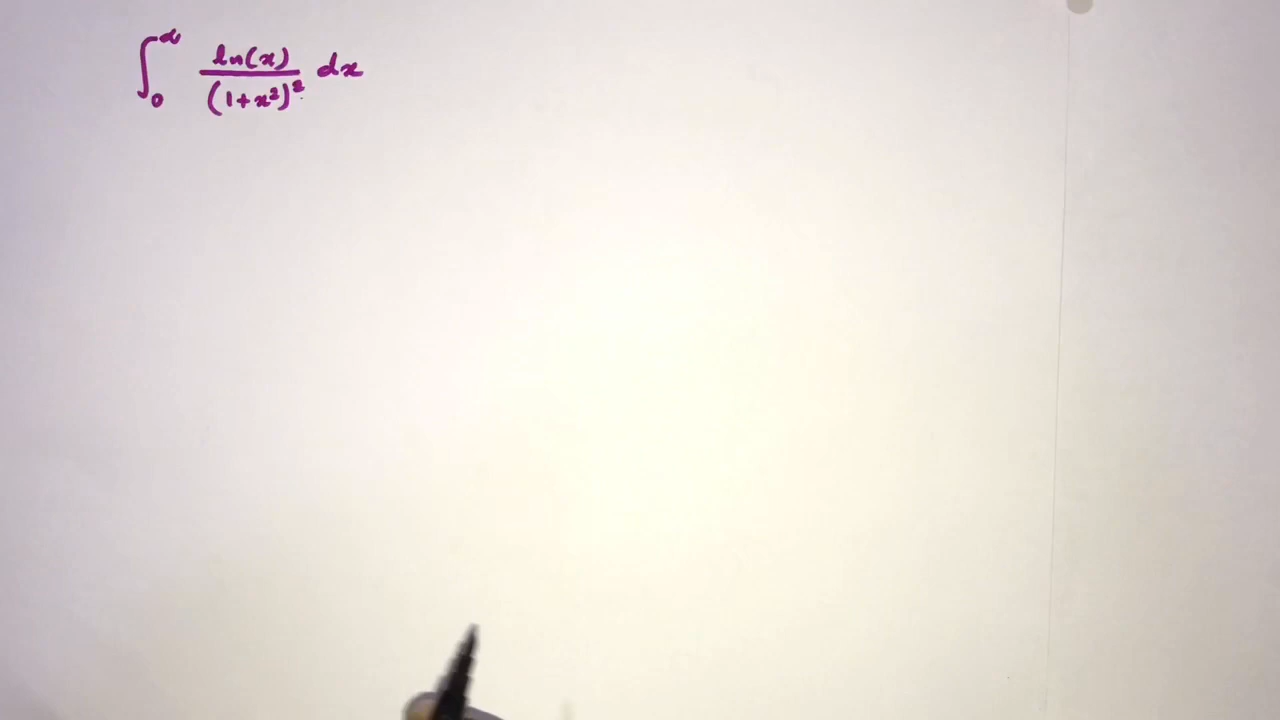 ∫₀^∞ ln(x)/(1+x²)² dx